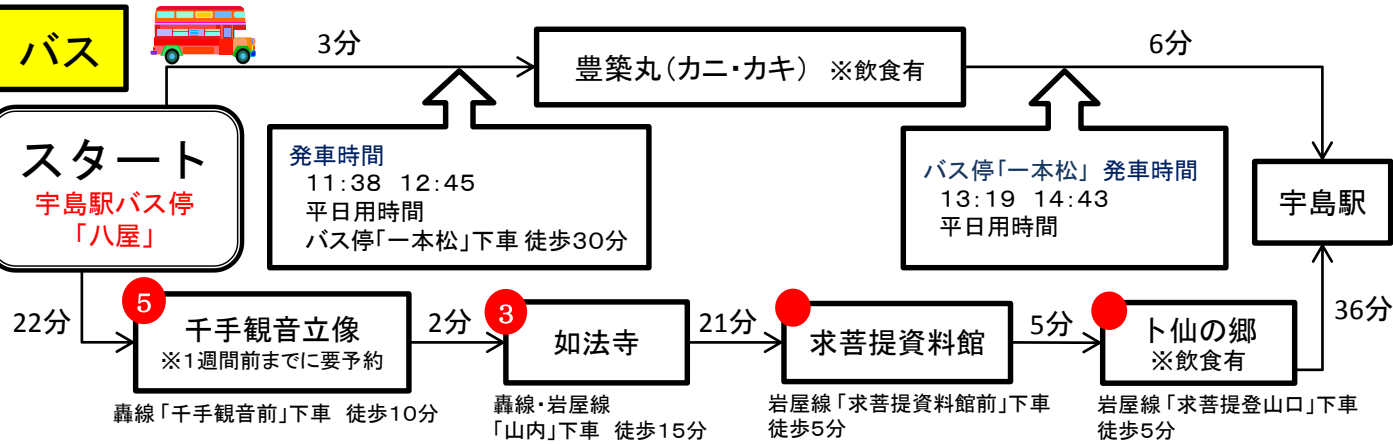 バス
3分
豊築丸(カニ・カキ) ※飲食有
6分
スタート
宇島駅バス停
「八屋」
発車時間
11:38 12:45
平日用時間
バス停「一本松」下車 徒歩30分
バス停「一本松」 発車時間
13:19 14:43
平日用時間
宇島駅
22分
5
千手観音立像
※1週間前までに要予約
轟線「千手観音前」下車 徒歩10分
2分
3
如法寺
轟線・岩屋線
「山内」下車 徒歩15分
21分
求菩提資料館
岩屋線「求菩提資料館前」下車
徒歩5分
5分
卜仙の郷
※飲食有
岩屋線「求菩提登山口」下車
徒歩5分
36分